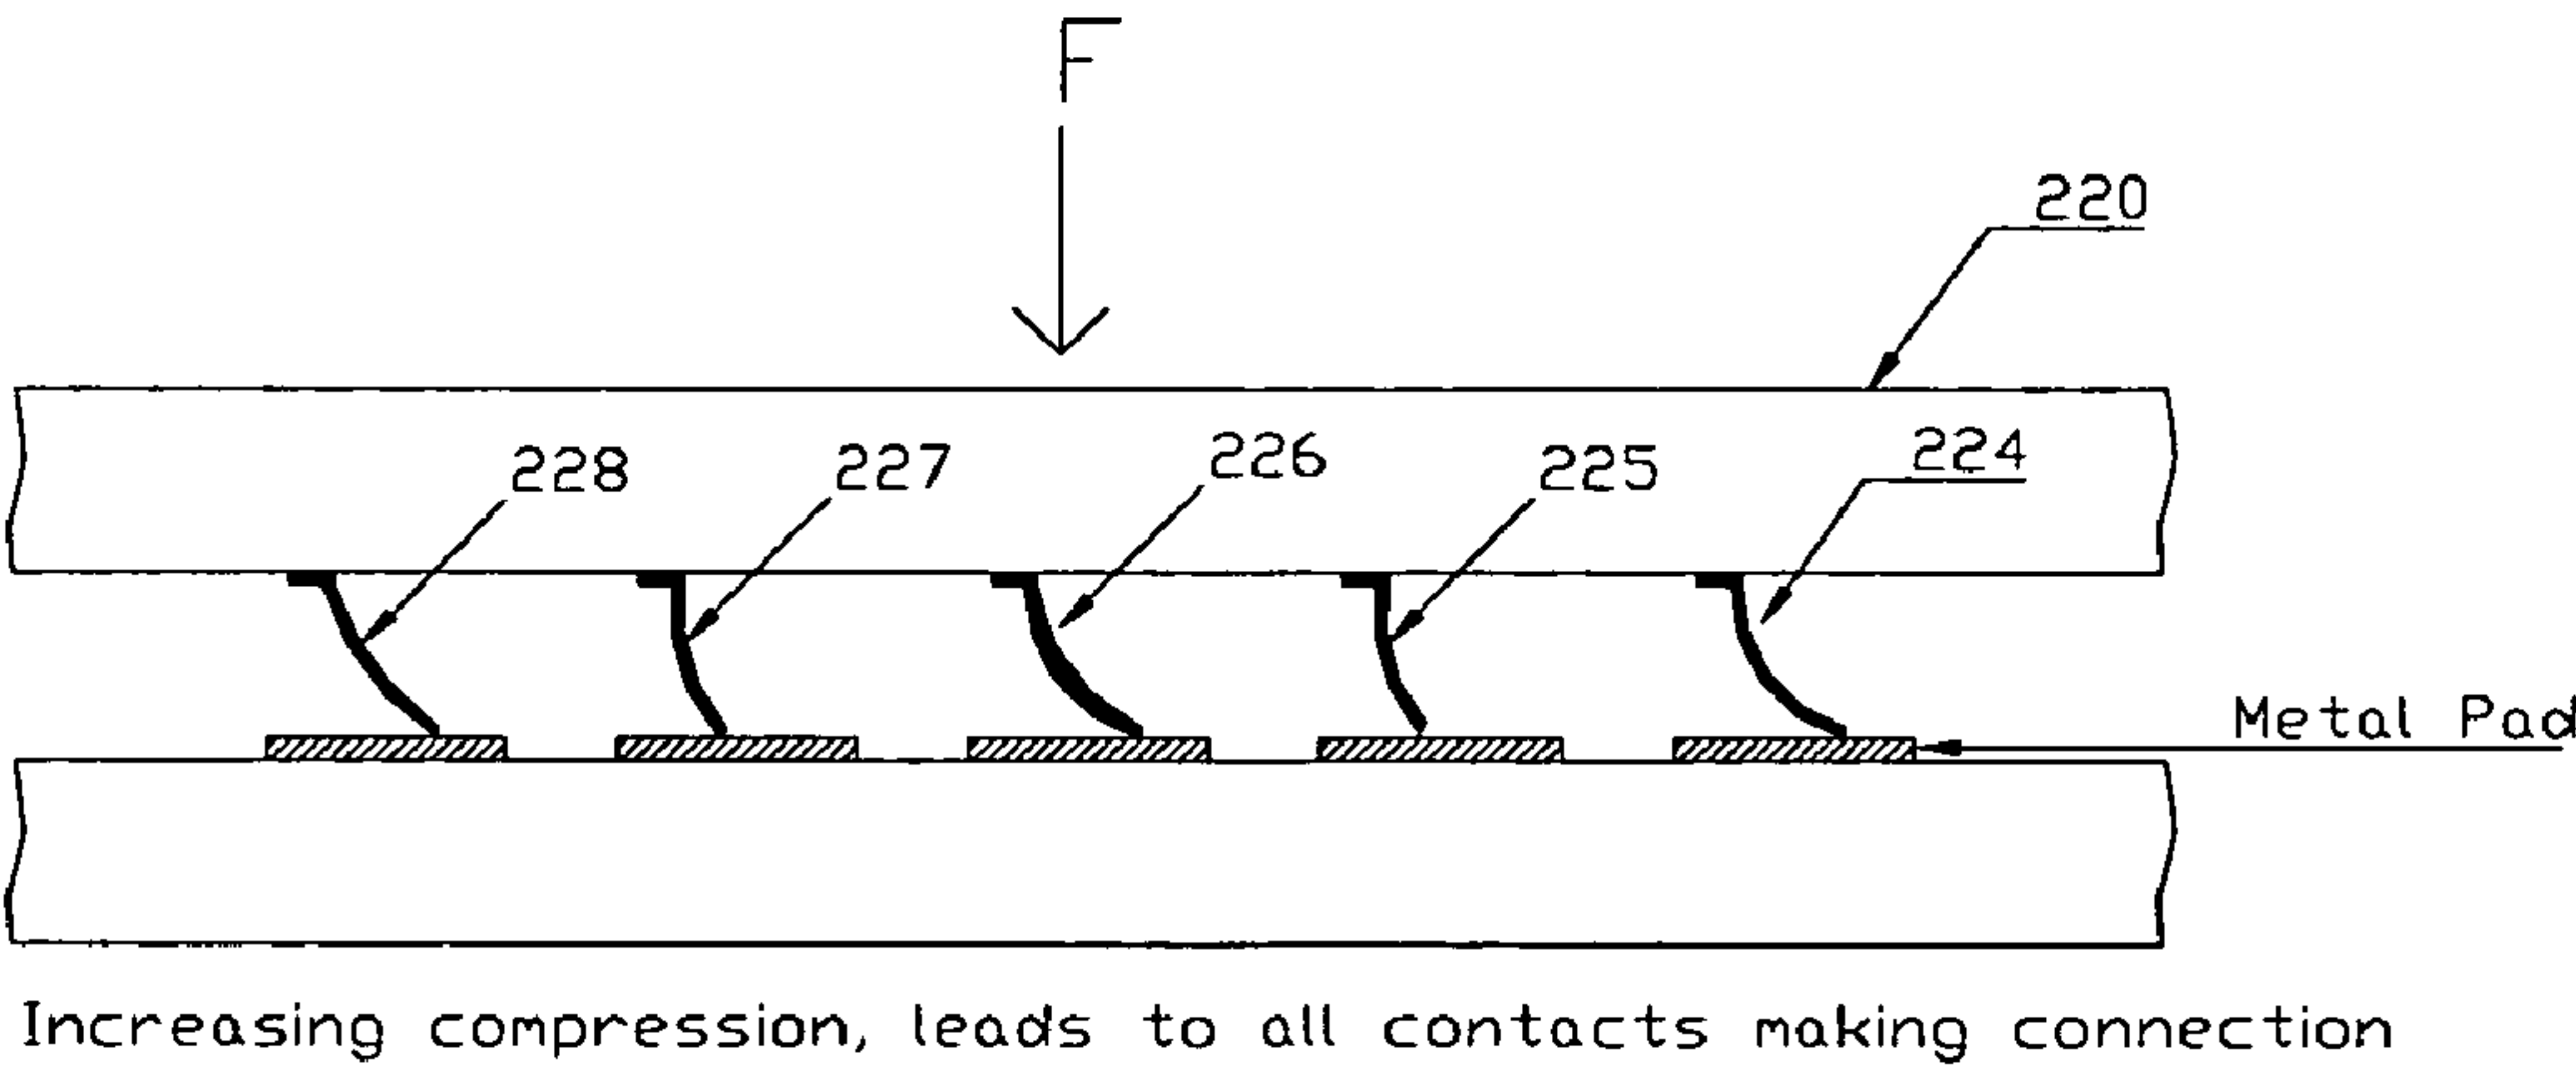 F
220
228 227 226 225 224
Metal Pad
Increasing compression, leads to all contacts making connection